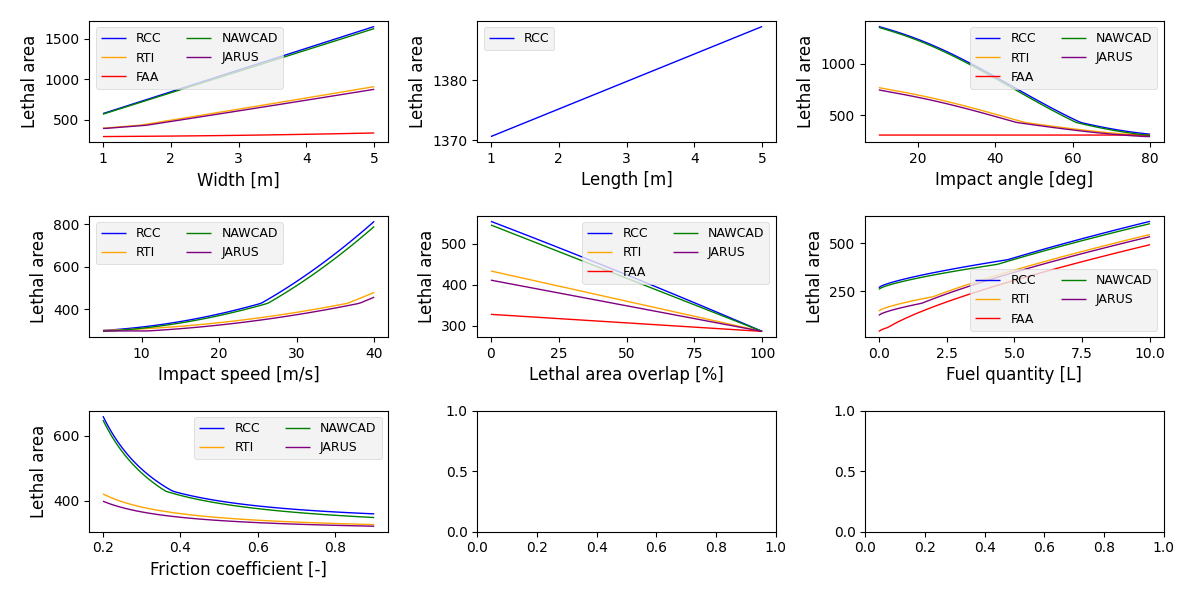 Lethal area
1500
1000
500
RCC NAWCAD
RTI JARUS
FAA
1 2 3 4 5
Width [m]
Lethal area
1380
1370
RCC
1 2 3 4 5
Length [m]
Lethal area
1000
500
RCC NAWCAD
RTI JARUS
FAA
20 40 60 80
Impact angle [deg]
Lethal area
800
600
400
RCC NAWCAD
RTI JARUS
10 20 30 40
Impact speed [m/s]
Lethal area
500
400
300
RCC NAWCAD
RTI JARUS
FAA
0 25 50 75 100
Lethal area overlap [%]
Lethal area
500
250
RCC NAWCAD
RTI JARUS
FAA
0.0 2.5 5.0 7.5 10.0
Fuel quantity [L]
Lethal area
600
400
RCC NAWCAD
RTI JARUS
0.2 0.4 0.6 0.8
Friction coefficient [-]
1.0
0.5
0.0
0.0 0.2 0.4 0.6 0.8 1.0
1.0
0.5
0.0
0.0 0.2 0.4 0.6 0.8 1.0